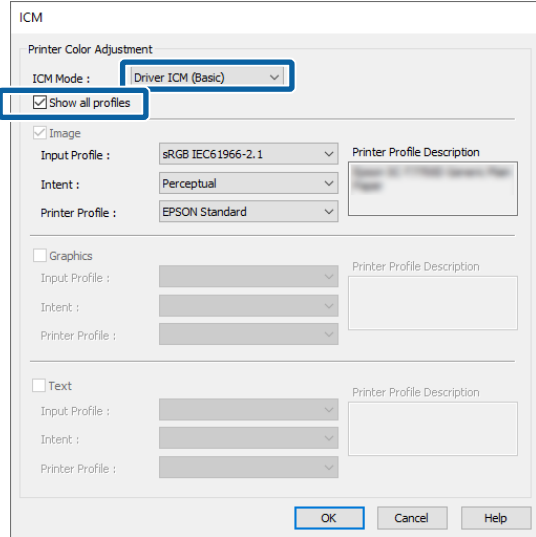 ICM
Printer Color Adjustment
ICM Mode : Driver ICM (Basic)
Show all profiles
Image
Input Profile : sRGB IEC61966-2.1 Printer Profile Description
Intent : Perceptual
Printer Profile : EPSON Standard
Graphics
Input Profile : Printer Profile Description
Intent :
Printer Profile :
Text
Input Profile : Printer Profile Description
Intent :
Printer Profile :
OK Cancel Help